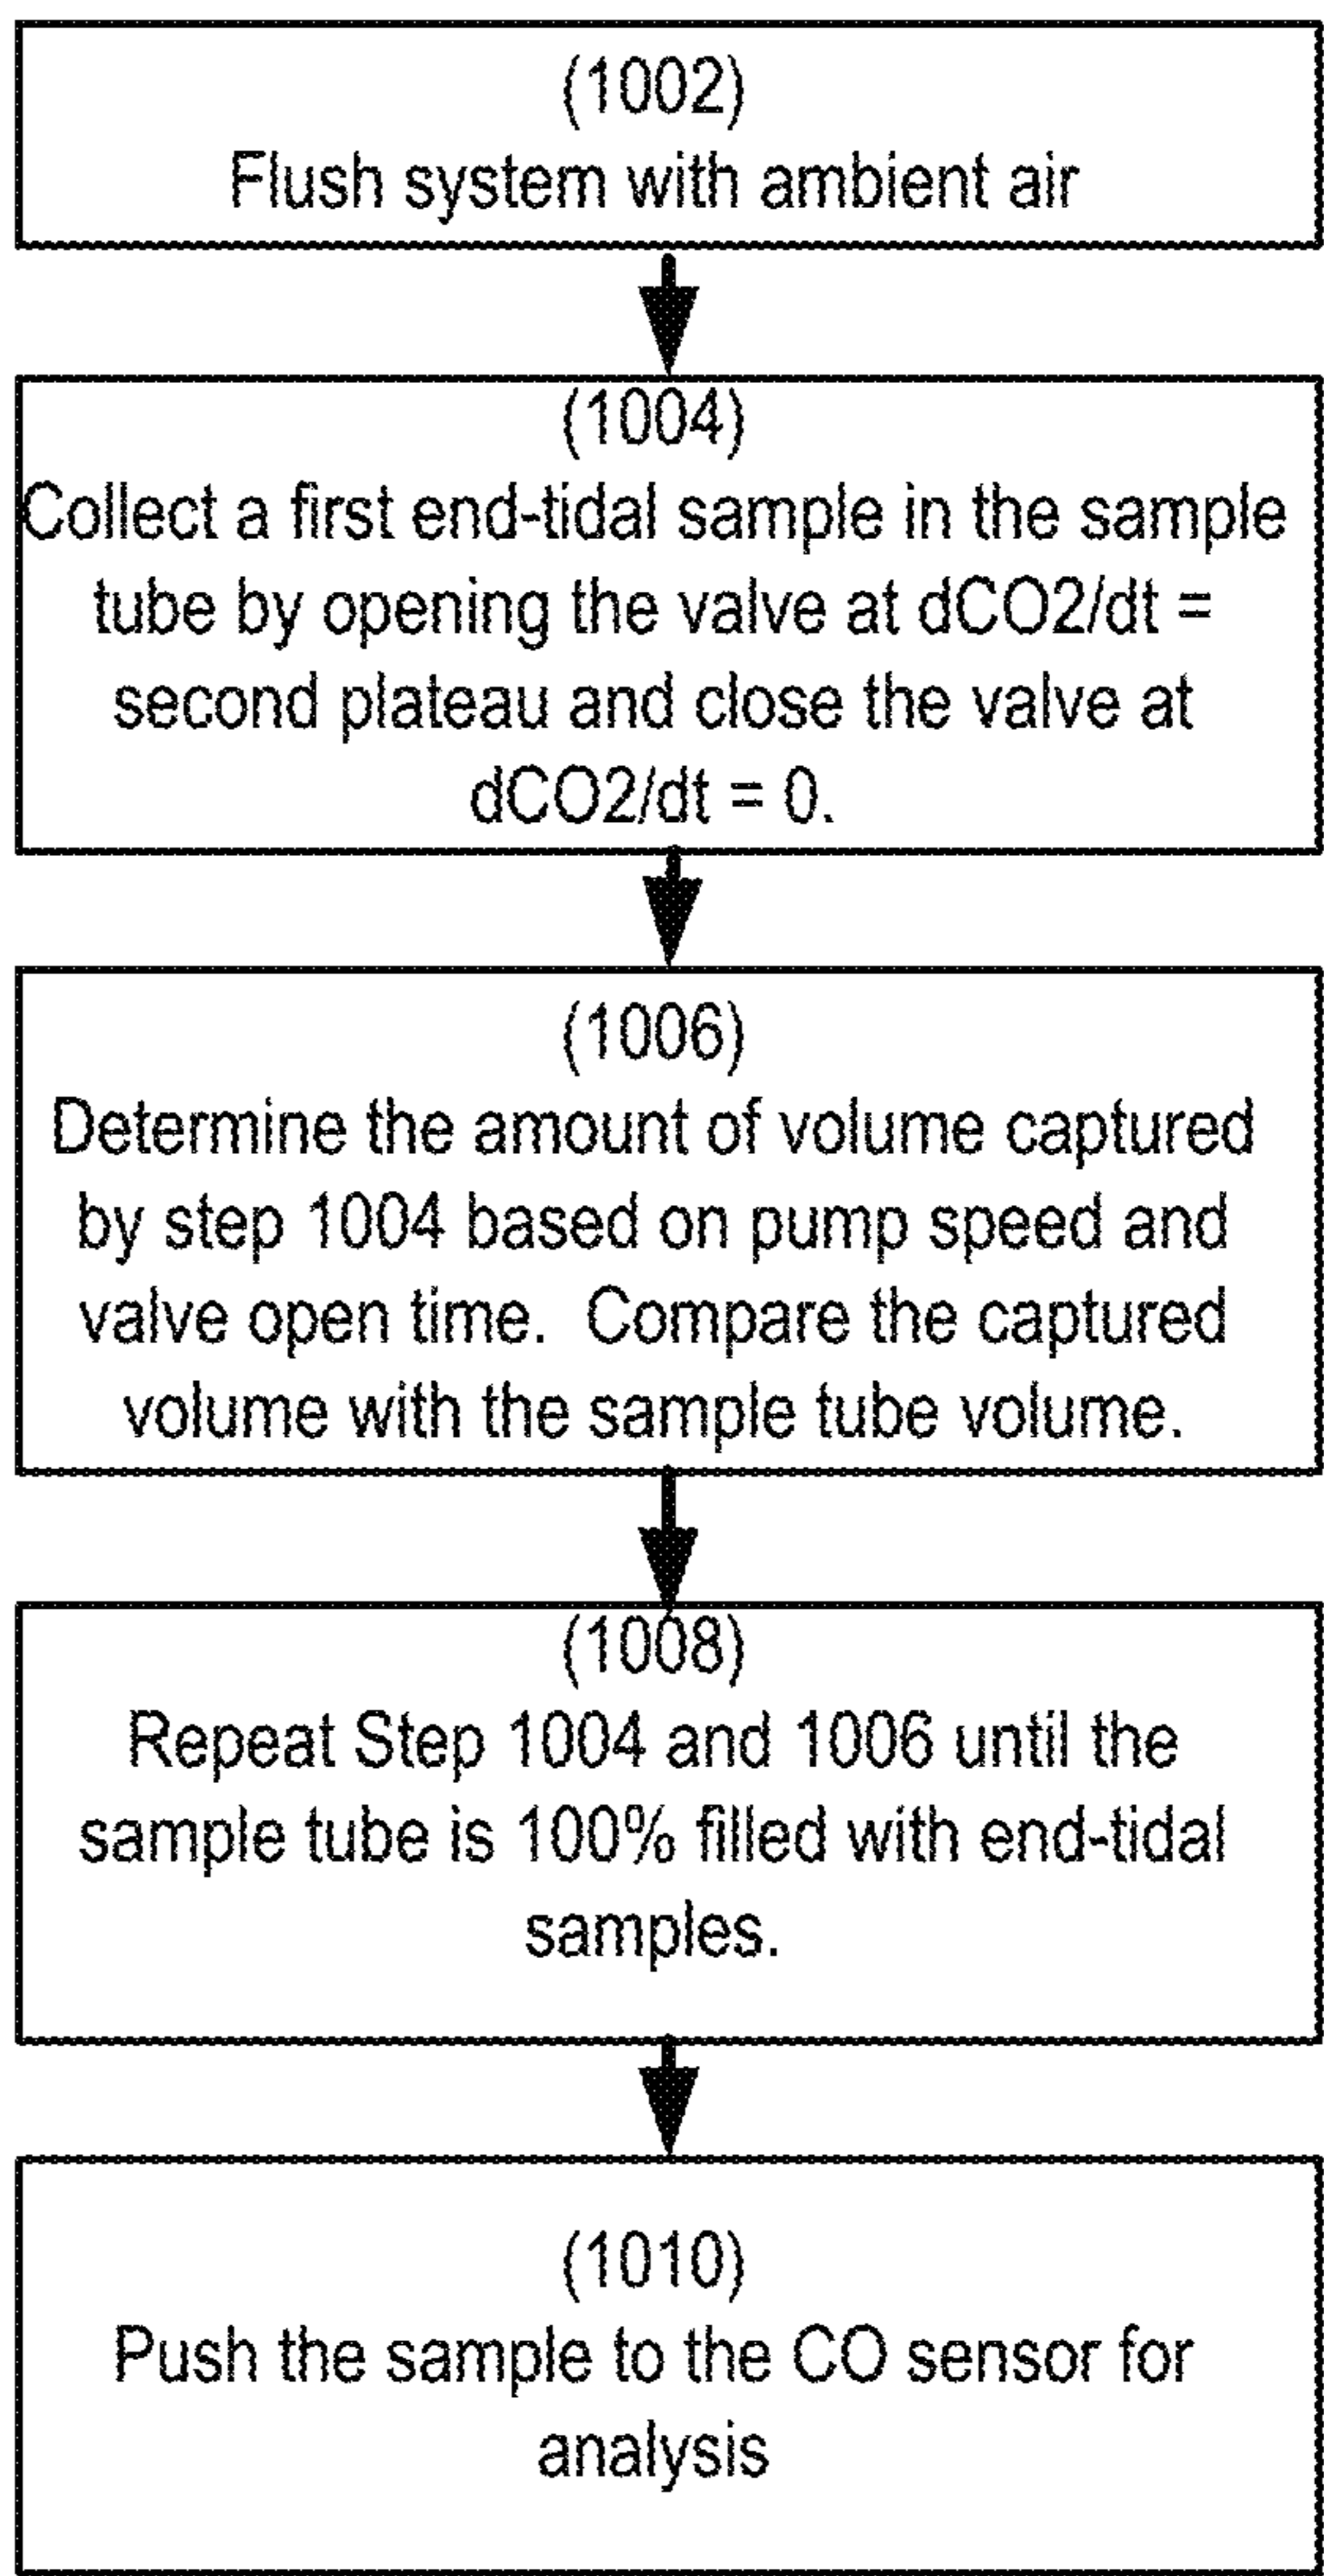 (1002)
Flush system with ambient air
(1004)
Collect a first end-tidal sample in the sample
tube by opening the valve at dCO2/dt =
second plateau and close the valve at
dCO2/dt = 0.
(1006)
Determine the amount of volume captured
by step 1004 based on pump speed and
valve open time.  Compare the captured
volume with the sample tube volume.
(1008)
Repeat Step 1004 and 1006 until the
sample tube is 100% filled with end-tidal
samples.
(1010)
Push the sample to the CO sensor for
analysis